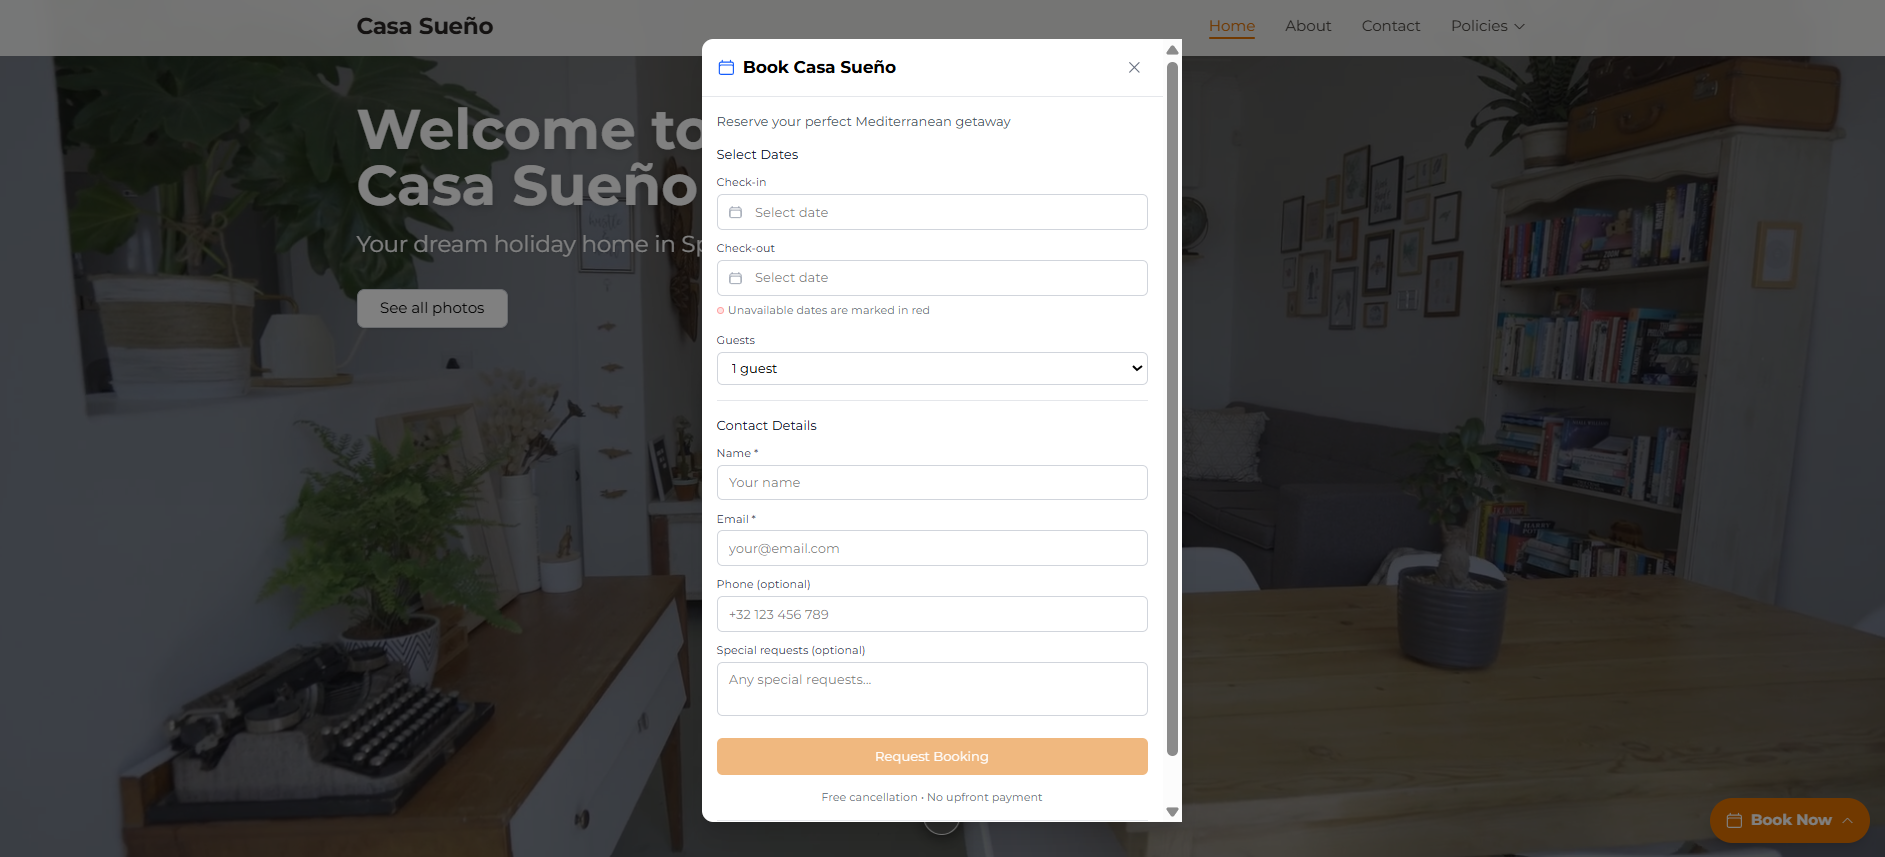 Casa Sueño
Home
About
Contact
Policies
Welcome to
Casa Sueño
Your dream holiday home in Sp
See all photos
Book Casa Sueño
Reserve your perfect Mediterranean getaway
Select Dates
Check-in
Select date
Check-out
Select date
Unavailable dates are marked in red
Guests
1 guest
Contact Details
Name *
Your name
Email *
your@email.com
Phone (optional)
+32 123 456 789
Special requests (optional)
Any special requests...
Request Booking
Free cancellation • No upfront payment
HARRY POTTER
Book Now